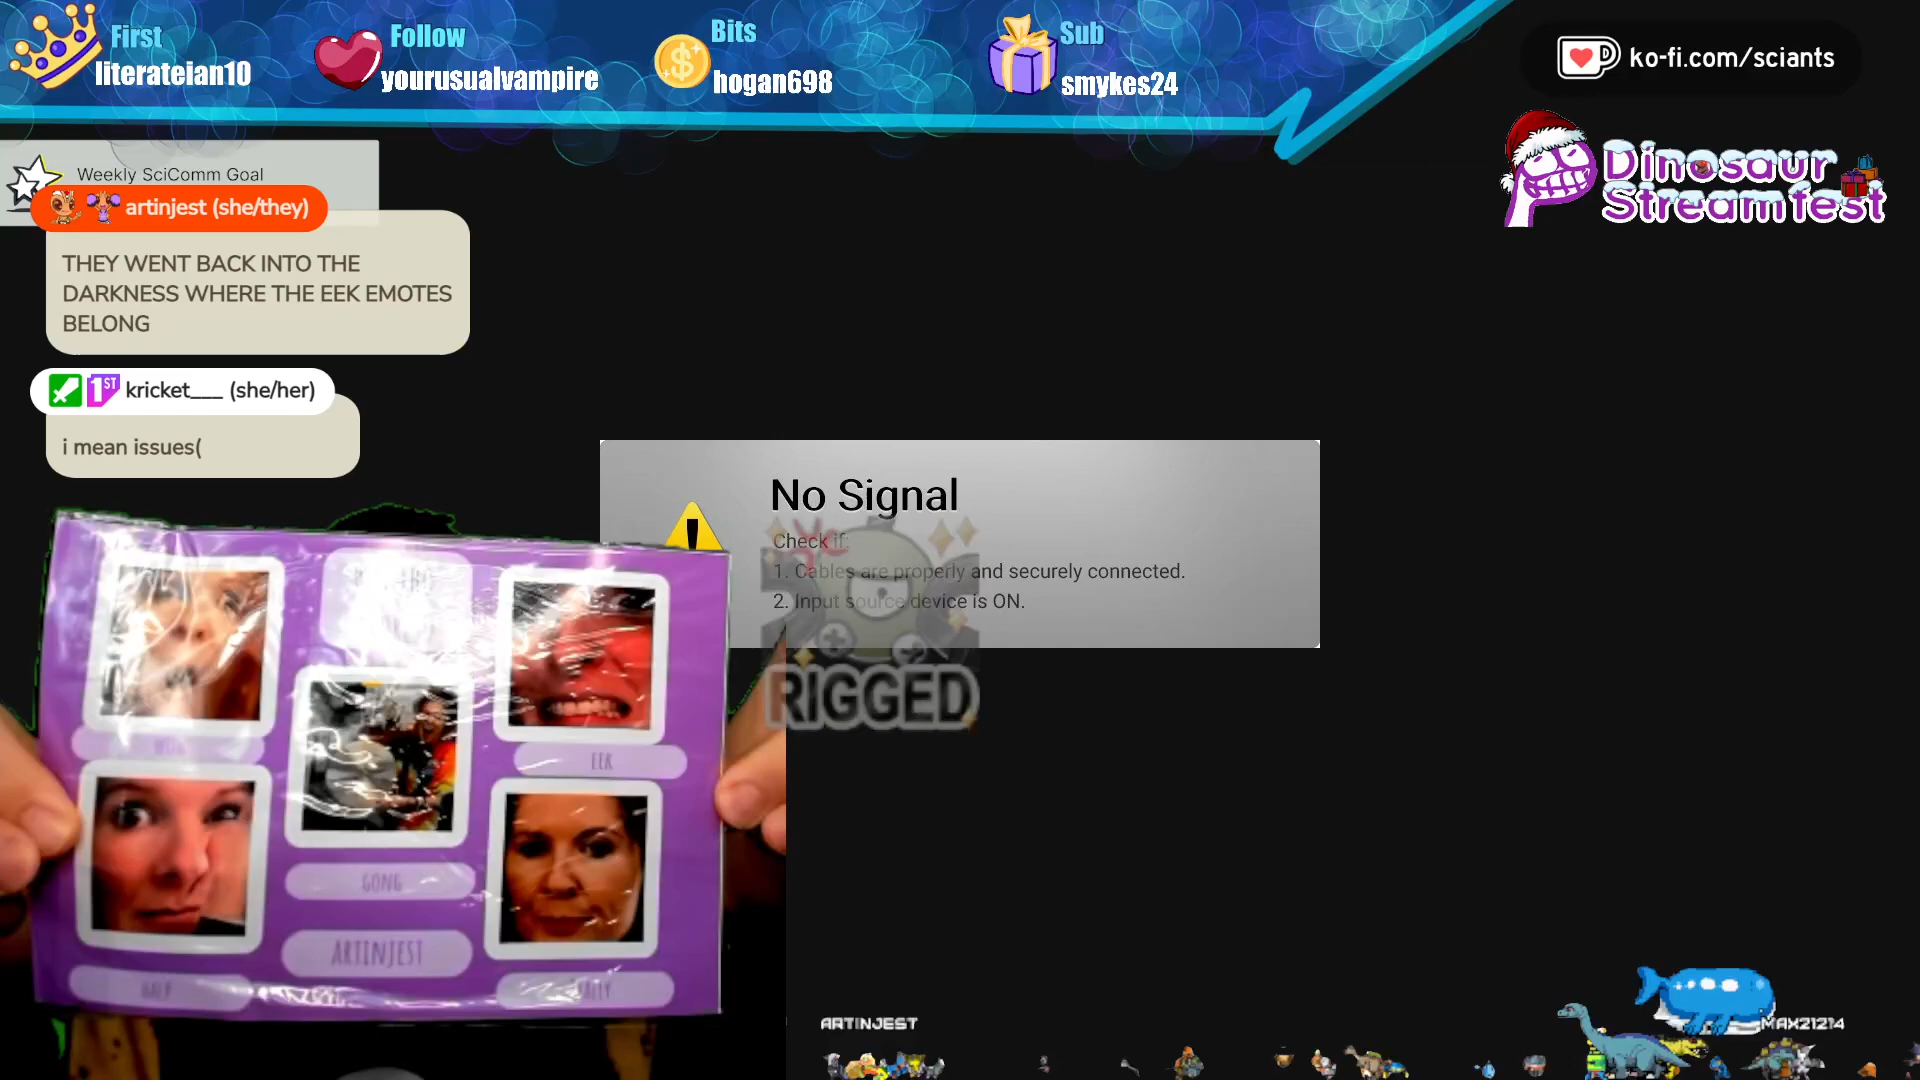 First
literateian10
Follow
yourusualvampire
Bits
hogan698
Sub
smykes24
ko-fi.com/sciants
Dinosaur
Streamfest
Weekly SciComm Goal
artinjest (she/they)
THEY WENT BACK INTO THE
DARKNESS WHERE THE EEK EMOTES
BELONG
1ST kricket___ (she/her)
i mean issues(
No Signal
Check if:
1. Cables are properly and securely connected.
2. Input source device is ON.
RIGGED
EEK
GONG
ARTINJEST
ARTINJEST
MAX21214